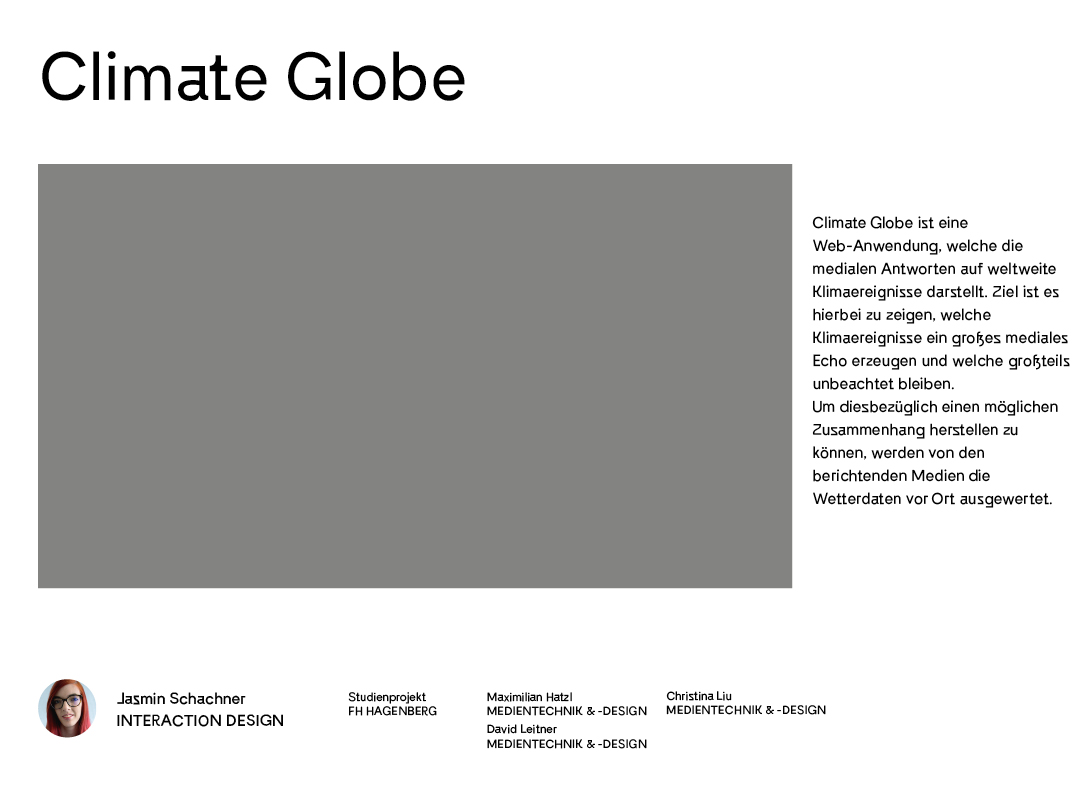 Climate Globe
Climate Globe ist eine
Web-Anwendung, welche die
medialen Antworten auf weltweite
Klimaereignisse darstellt. Ziel ist es
hierbei zu zeigen, welche
Klimaereignisse ein großes mediales
Echo erzeugen und welche großteils
unbeachtet bleiben.
Um diesbezüglich einen möglichen
Zusammenhang herstellen zu
können, werden von den
berichtenden Medien die
Wetterdaten vor Ort ausgewertet.
Jasmin Schachner
INTERACTION DESIGN
Studienprojekt
FH HAGENBERG
Maximilian Hatzl
MEDIENTECHNIK & -DESIGN
David Leitner
MEDIENTECHNIK & -DESIGN
Christina Liu
MEDIENTECHNIK & -DESIGN